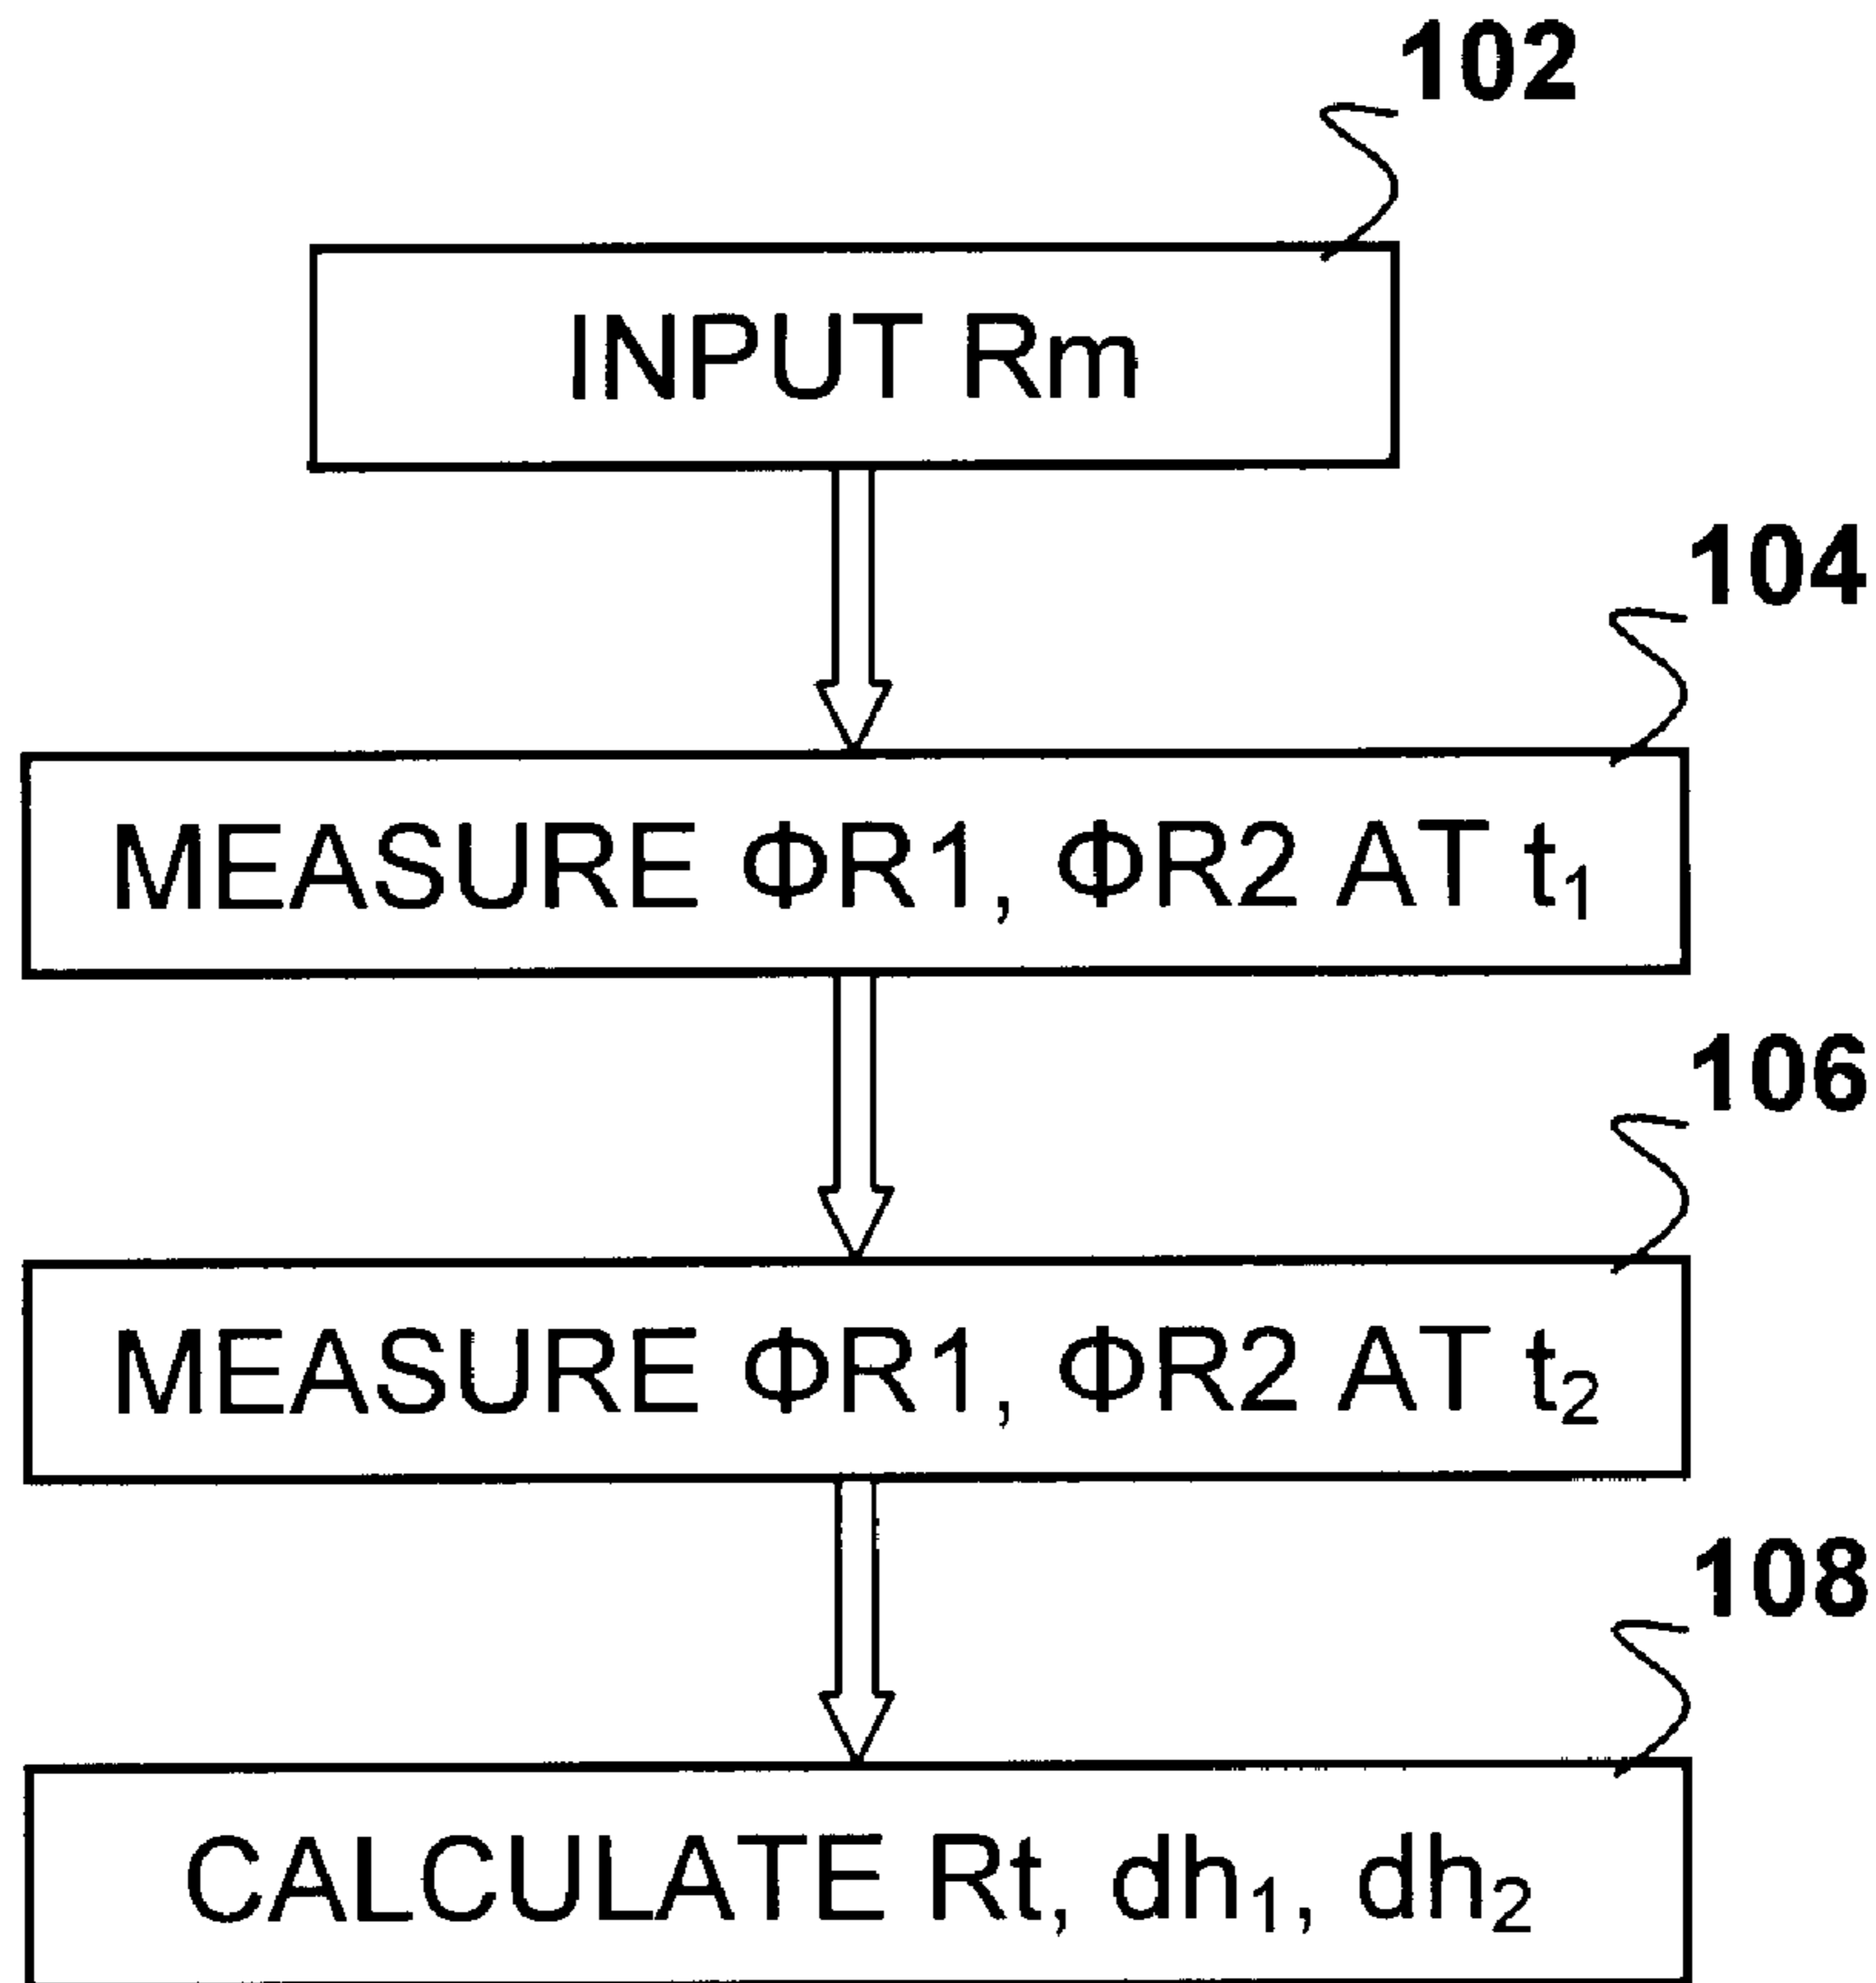 102
INPUT Rm
104
MEASURE ΦR1, ΦR2 AT t₁
106
MEASURE ΦR1, ΦR2 AT t₂
108
CALCULATE Rt, dh₁, dh₂